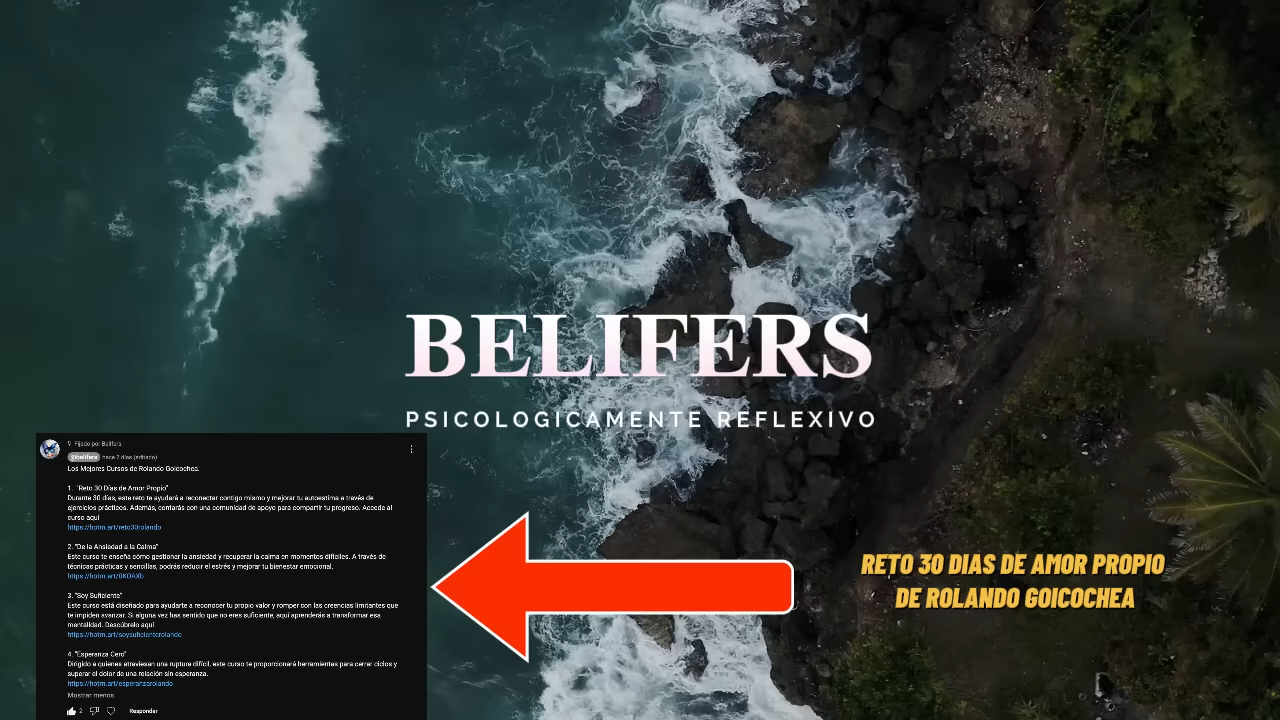 BELIFERS
PSICOLOGICAMENTE REFLEXIVO
Fijado por Belifers
@belifers hace 2 días (editado)
Los Mejores Cursos de Rolando Goicochea.
1. "Reto 30 Días de Amor Propio"
Durante 30 días, este reto te ayudará a reconectar contigo mismo y mejorar tu autoestima a través de
ejercicios prácticos. Además, contarás con una comunidad de apoyo para compartir tu progreso. Accede al
curso aquí
https://hotm.art/reto30rolando
2. "De la Ansiedad a la Calma"
Este curso te enseña cómo gestionar la ansiedad y recuperar la calma en momentos difíciles. A través de
técnicas prácticas y sencillas, podrás reducir el estrés y mejorar tu bienestar emocional.
https://hotm.art/0KOAXb
3. "Soy Suficiente"
Este curso está diseñado para ayudarte a reconocer tu propio valor y romper con las creencias limitantes que
te impiden avanzar. Si alguna vez has sentido que no eres suficiente, aquí aprenderás a transformar esa
mentalidad. Descúbrelo aquí
https://hotm.art/soysuficienterolando
4. "Esperanza Cero"
Dirigido a quienes atraviesan una ruptura difícil, este curso te proporcionará herramientas para cerrar ciclos y
superar el dolor de una relación sin esperanza.
https://hotm.art/esperanzarolando
Mostrar menos
2 Responder
RETO 30 DIAS DE AMOR PROPIO
DE ROLANDO GOICOCHEA